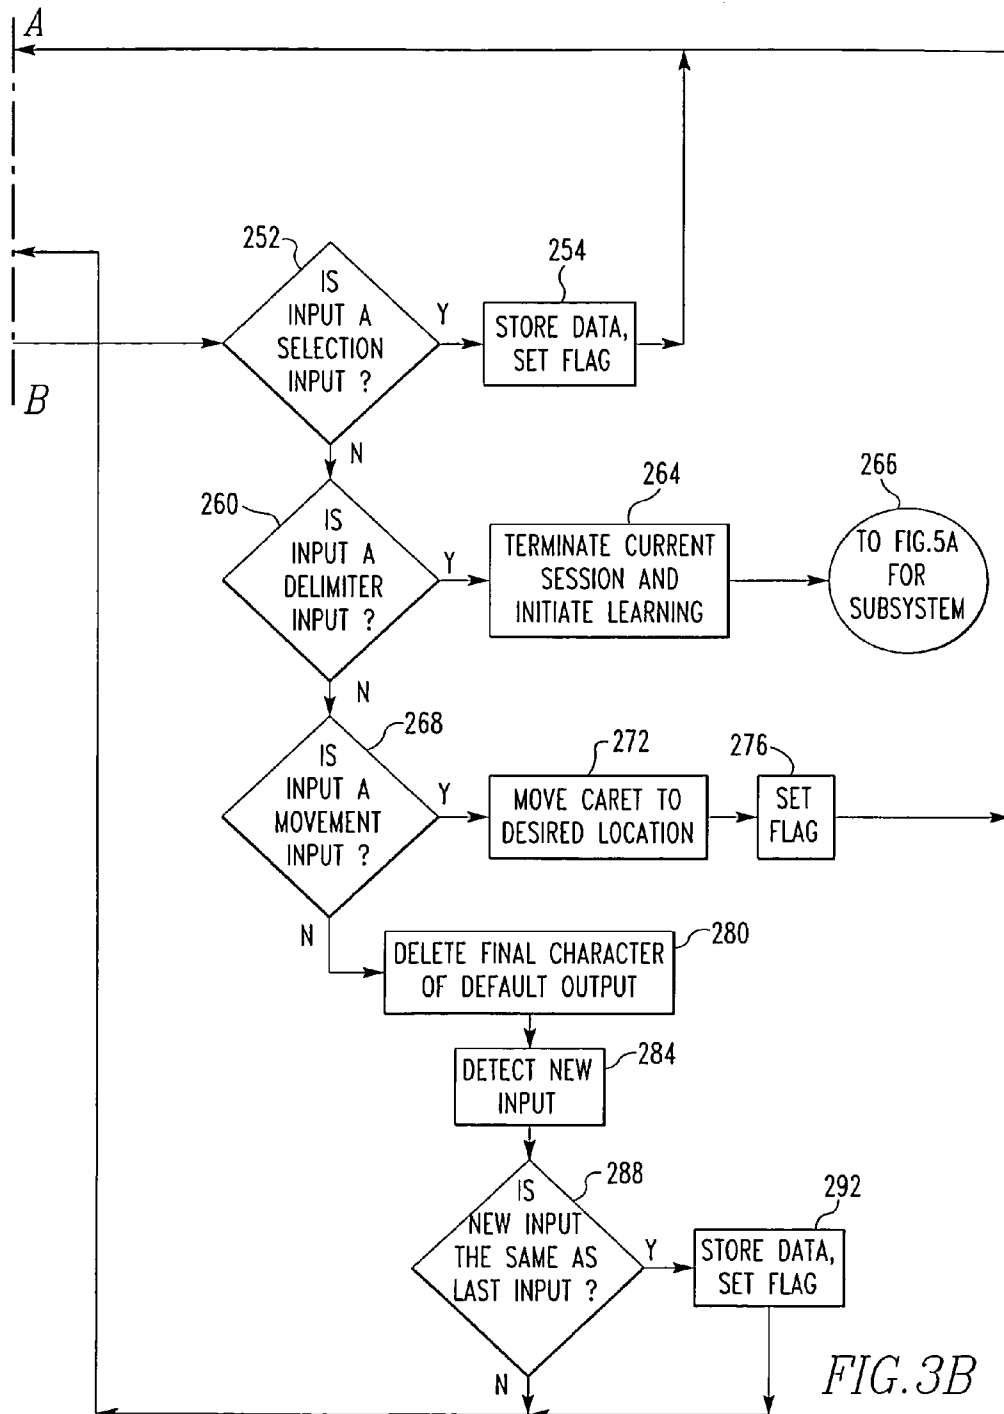 A
252
IS
INPUT A
SELECTION
INPUT ?
Y
254
STORE DATA,
SET FLAG
B
N
260
IS
INPUT A
DELIMITER
INPUT ?
Y
264
TERMINATE CURRENT
SESSION AND
INITIATE LEARNING
266
TO FIG.5A
FOR
SUBSYSTEM
N
268
IS
INPUT A
MOVEMENT
INPUT ?
Y
272
MOVE CARET TO
DESIRED LOCATION
276
SET
FLAG
N
280
DELETE FINAL CHARACTER
OF DEFAULT OUTPUT
284
DETECT NEW
INPUT
288
IS
NEW INPUT
THE SAME AS
LAST INPUT ?
Y
292
STORE DATA,
SET FLAG
N
FIG.3B